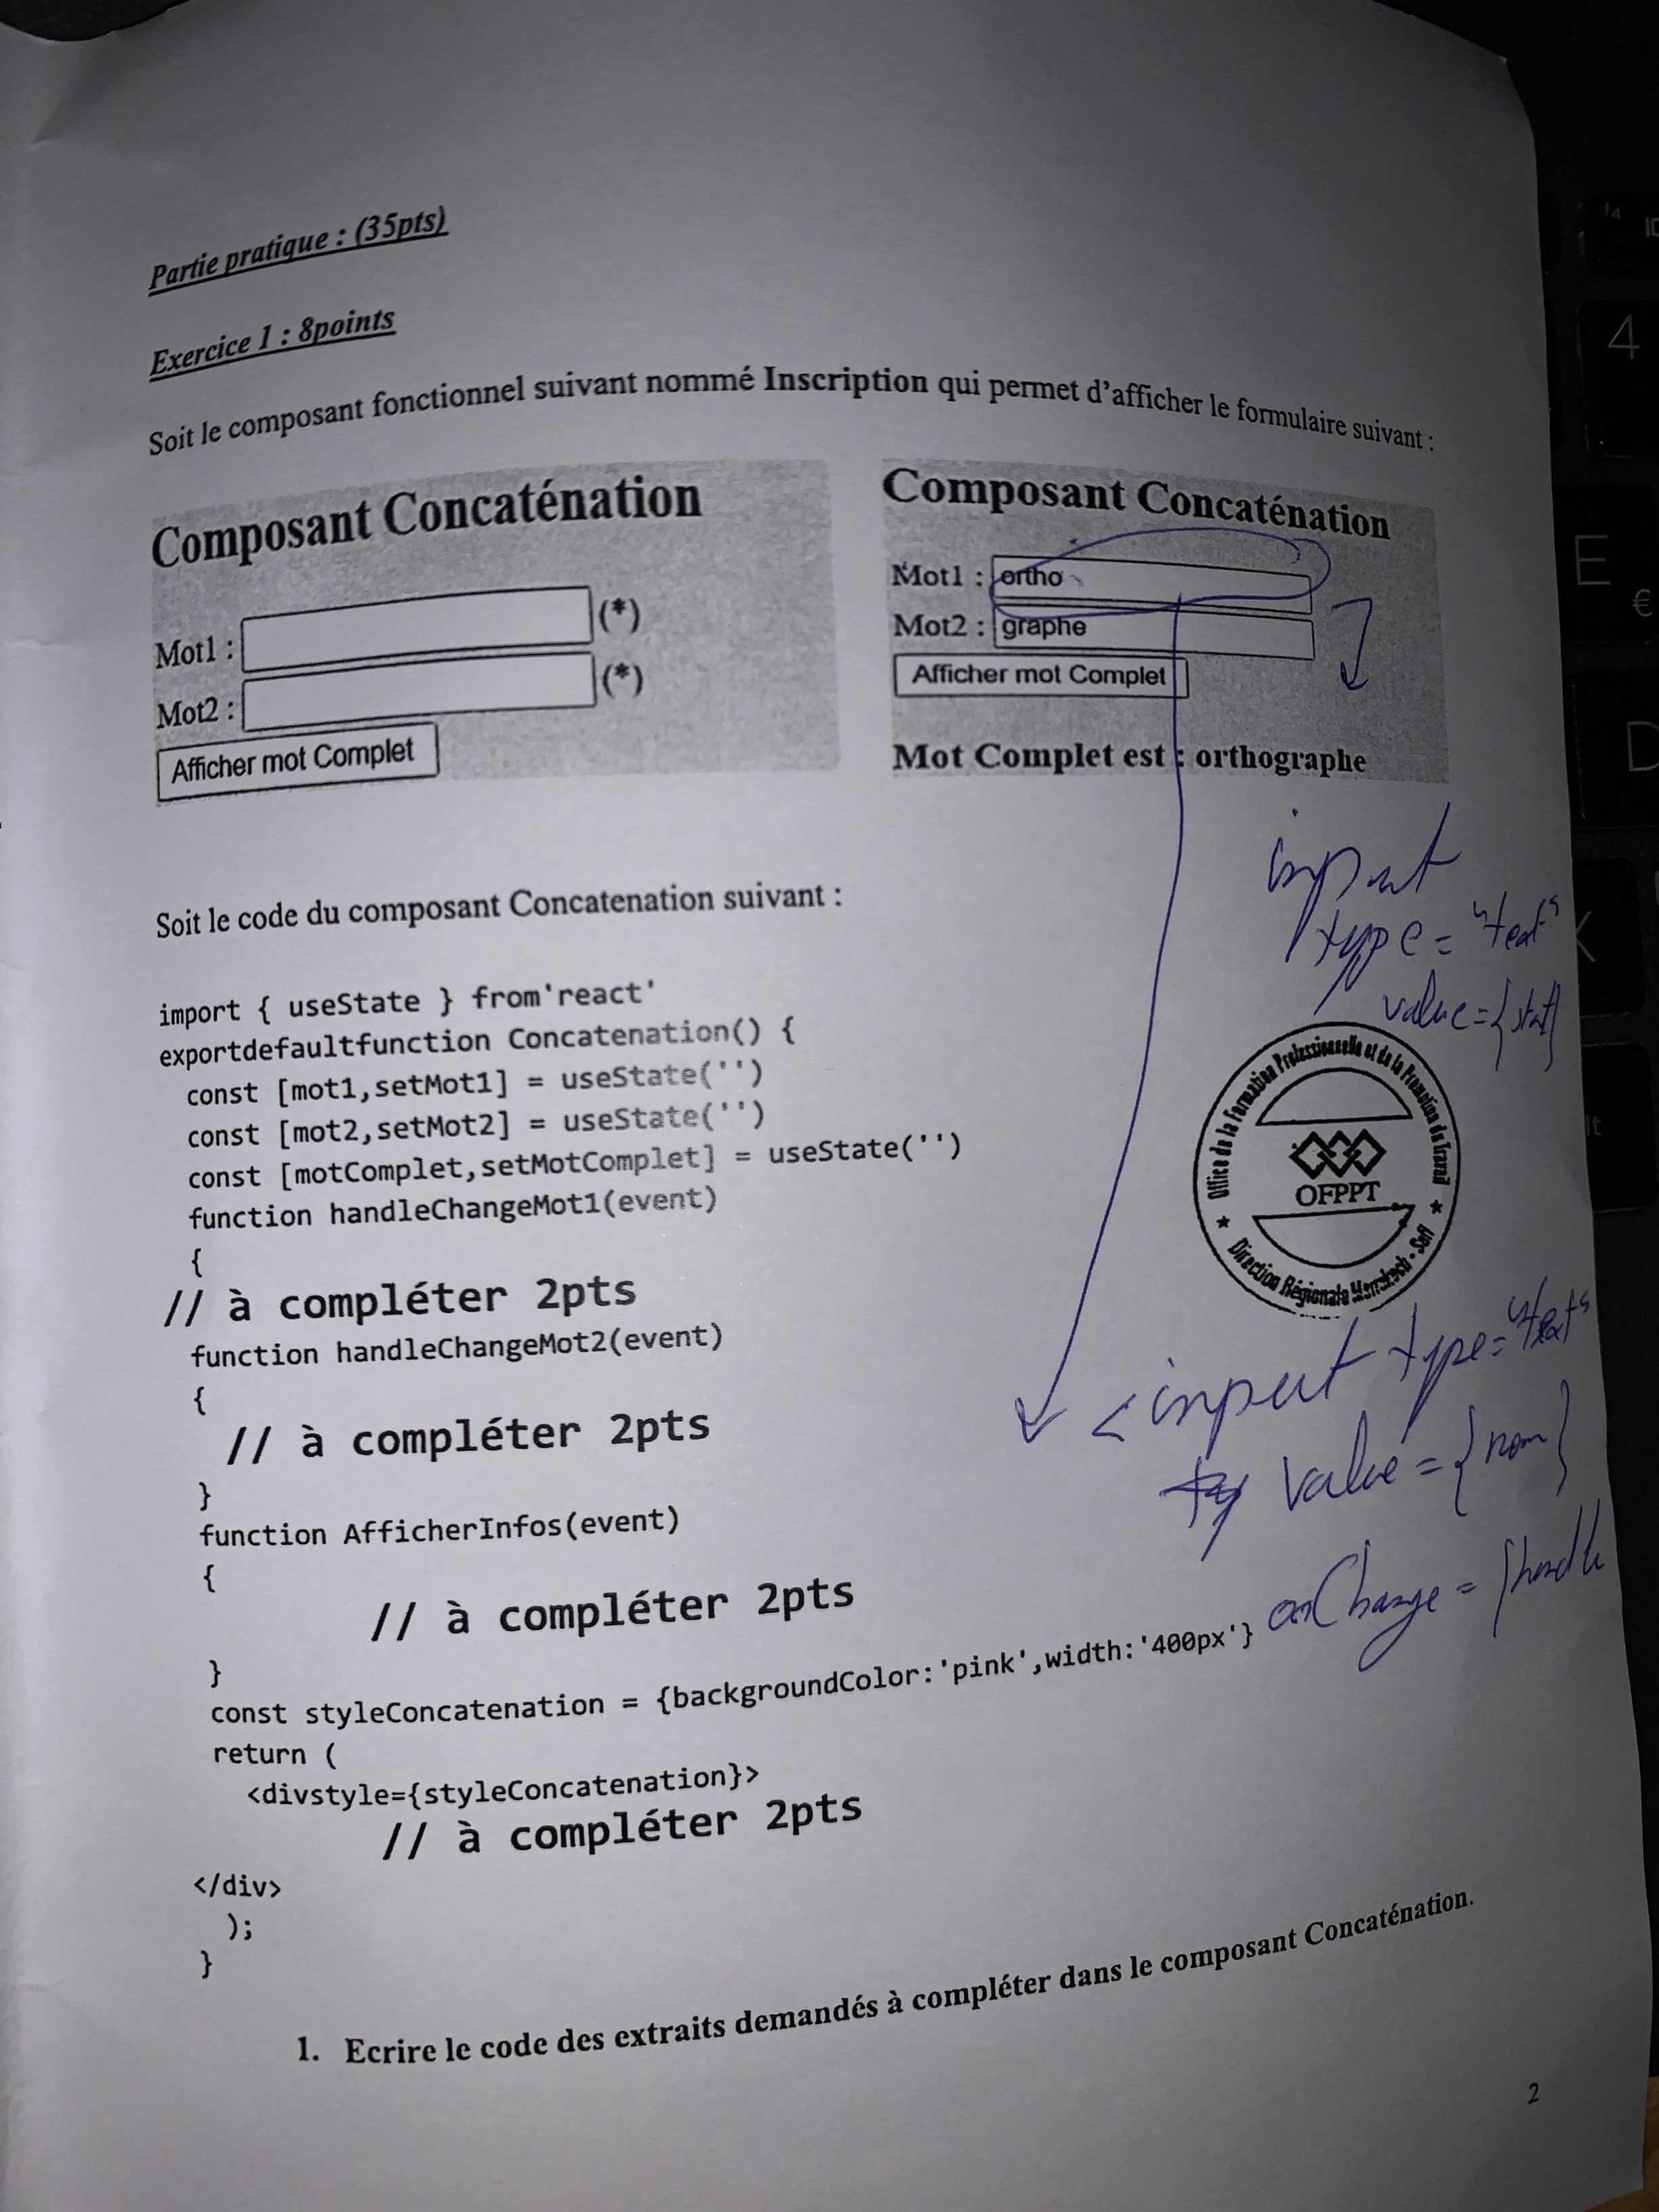 Partie pratique : (35pts)
Exercice 1 : 8points
Soit le composant fonctionnel suivant nommé Inscription qui permet d'afficher le formulaire suivant :
Composant Concaténation
Mot1 : (*)
Mot2 : (*)
Afficher mot Complet
Composant Concaténation
Mot1 : ortho
Mot2 : graphe
Afficher mot Complet
Mot Complet est : orthographe
input
type = "text"
value = {
Soit le code du composant Concatenation suivant :
import { useState } from'react'
exportdefaultfunction Concatenation() {
const [mot1,setMot1] = useState('')
const [mot2,setMot2] = useState('')
const [motComplet,setMotComplet] = useState('')
function handleChangeMot1(event)
{
// à compléter 2pts
function handleChangeMot2(event)
{
// à compléter 2pts
}
function AfficherInfos(event)
{
// à compléter 2pts
}
const styleConcatenation = {backgroundColor:'pink',width:'400px'}
return (
<divstyle={styleConcatenation}>
// à compléter 2pts
</div>
);
}
Office de la Formation Professionnelle et de la Promotion du Travail
OFPPT
Direction Régionale Marrakech - Safi
<input type = "text"
value = {nom}
onChange = {handle
1. Ecrire le code des extraits demandés à compléter dans le composant Concaténation.
2